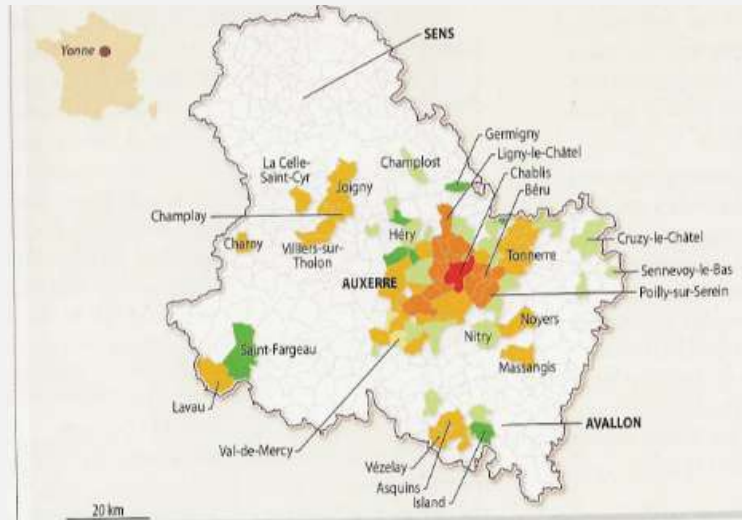 Yonne
SENS
Germigny
Ligny-le-Châtel
Chablis
Béru
Champlost
La Celle-
Saint-Cyr
Joigny
Champlay
Charny
Villiers-sur-
Tholon
Héry
Tonnerre
Cruzy-le-Châtel
Sennevoy-le-Bas
Poilly-sur-Serein
AUXERRE
Noyers
Nitry
Massangis
Saint-Fargeau
Lavau
Val-de-Mercy
AVALLON
Vézelay
Asquins
Island
20 km